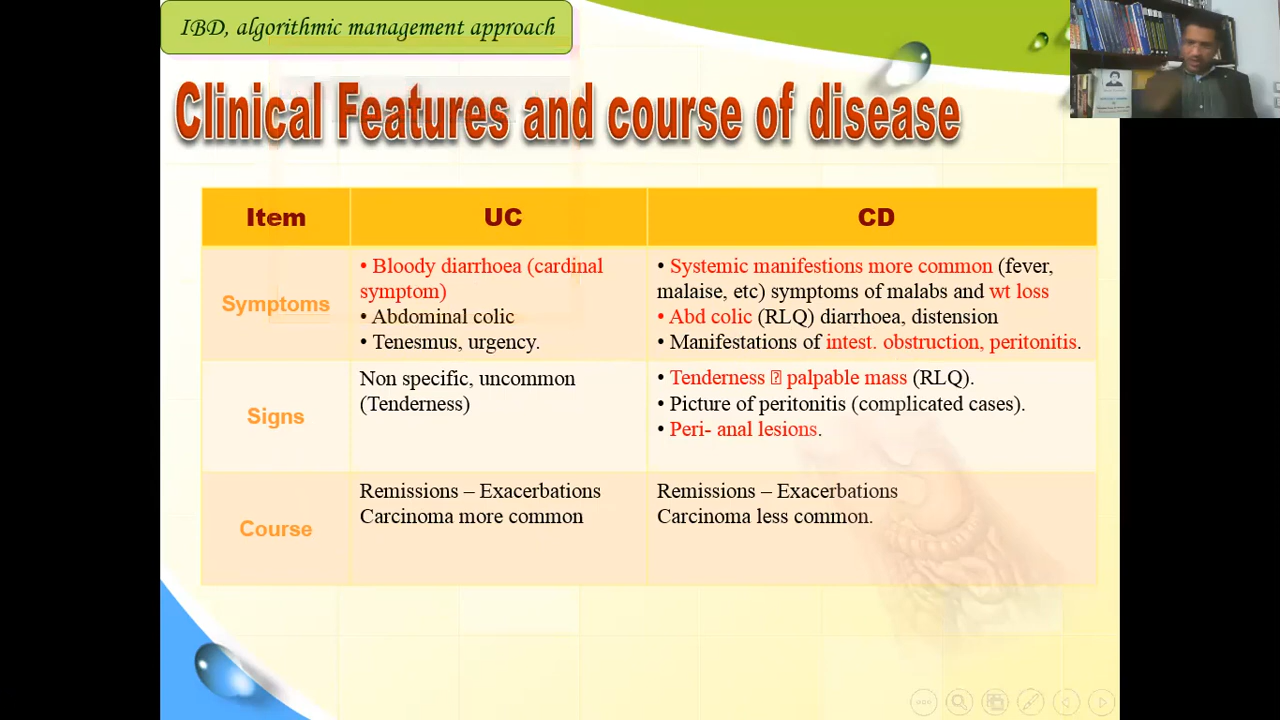 IBD, algorithmic management approach
Clinical Features and course of disease
Item
UC
CD
Symptoms
• Bloody diarrhoea (cardinal
symptom)
• Abdominal colic
• Tenesmus, urgency.
• Systemic manifestions more common (fever,
malaise, etc) symptoms of malabs and wt loss
• Abd colic (RLQ) diarrhoea, distension
• Manifestations of intest. obstruction, peritonitis.
Signs
Non specific, uncommon
(Tenderness)
• Tenderness palpable mass (RLQ).
• Picture of peritonitis (complicated cases).
• Peri- anal lesions.
Course
Remissions – Exacerbations
Carcinoma more common
Remissions – Exacerbations
Carcinoma less common.